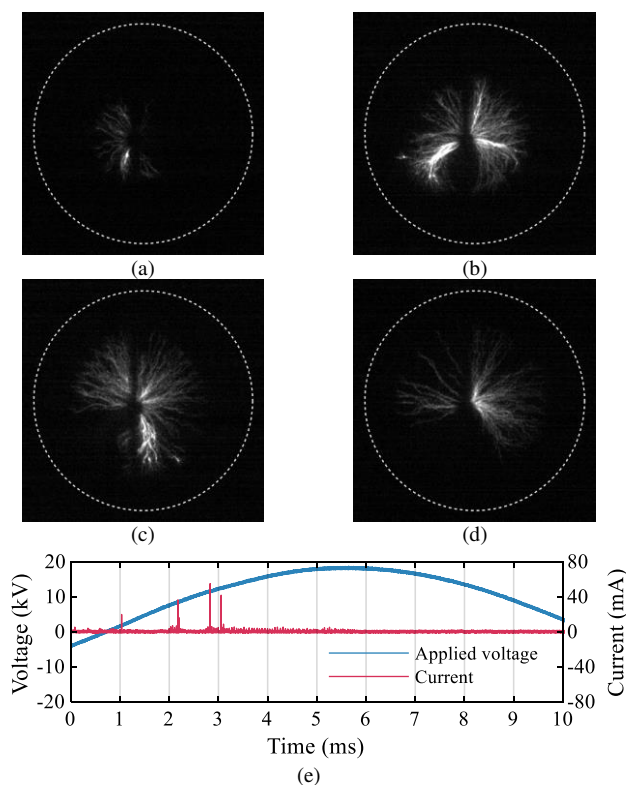 (a)
(b)
(c)
(d)
20
10
0
-10
-20
Voltage (kV)
80
40
0
-40
-80
Current (mA)
Applied voltage
Current
0 1 2 3 4 5 6 7 8 9 10
Time (ms)
(e)